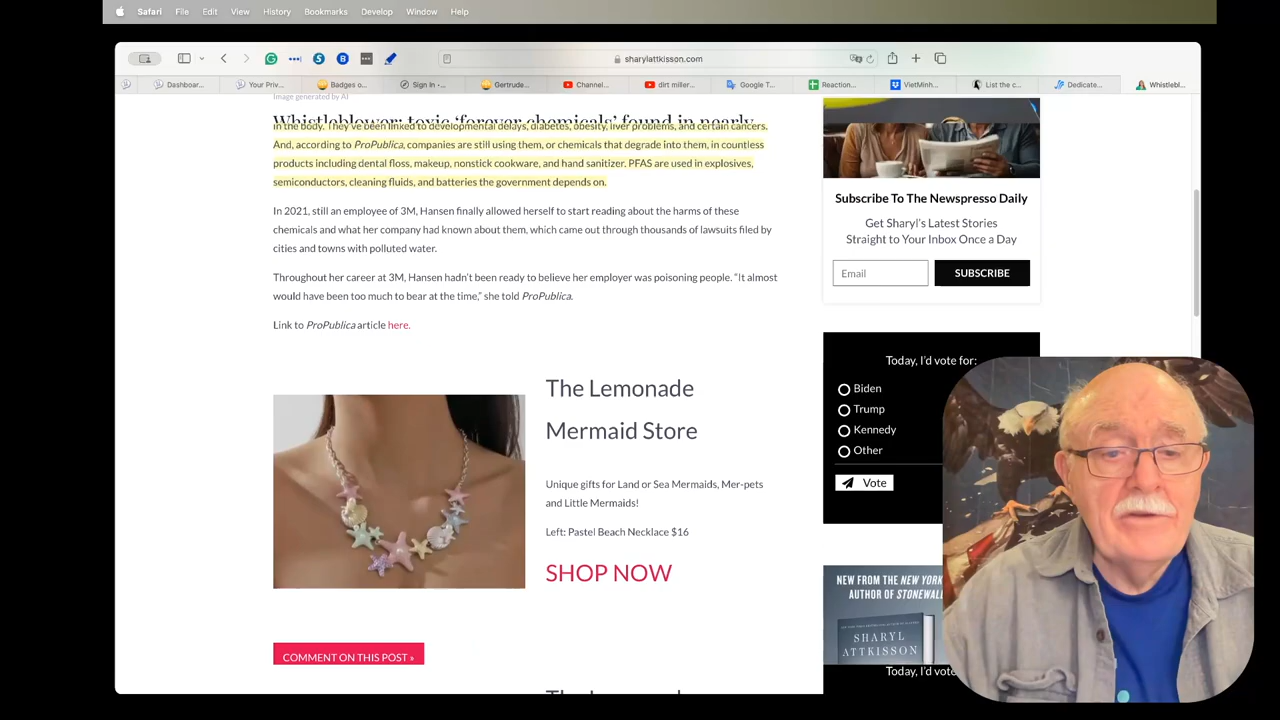 Safari File Edit View History Bookmarks Develop Window Help
sharylattkisson.com
Dashboar... Your Priv... Badges o... Sign In -... Gertrude... Channel... dirt miller... Google T... Reaction... VietMinh... List the c... Dedicate... Whistlebl...
Image generated by AI
Whistleblower: toxic ‘forever chemicals’ found in nearly
in the body. They’ve been linked to developmental delays, diabetes, obesity, liver problems, and certain cancers.
And, according to ProPublica, companies are still using them, or chemicals that degrade into them, in countless
products including dental floss, makeup, nonstick cookware, and hand sanitizer. PFAS are used in explosives,
semiconductors, cleaning fluids, and batteries the government depends on.
In 2021, still an employee of 3M, Hansen finally allowed herself to start reading about the harms of these
chemicals and what her company had known about them, which came out through thousands of lawsuits filed by
cities and towns with polluted water.
Throughout her career at 3M, Hansen hadn’t been ready to believe her employer was poisoning people. “It almost
would have been too much to bear at the time,” she told ProPublica.
Link to ProPublica article here.
The Lemonade
Mermaid Store
Unique gifts for Land or Sea Mermaids, Mer-pets
and Little Mermaids!
Left: Pastel Beach Necklace $16
SHOP NOW
COMMENT ON THIS POST »
Subscribe To The Newspresso Daily
Get Sharyl’s Latest Stories
Straight to Your Inbox Once a Day
Email
SUBSCRIBE
Today, I’d vote for:
Biden
Trump
Kennedy
Other
Vote
NEW FROM THE NEW YORK
AUTHOR OF STONEWAL
SHARYL
ATTKISSON
Today, I’d vote